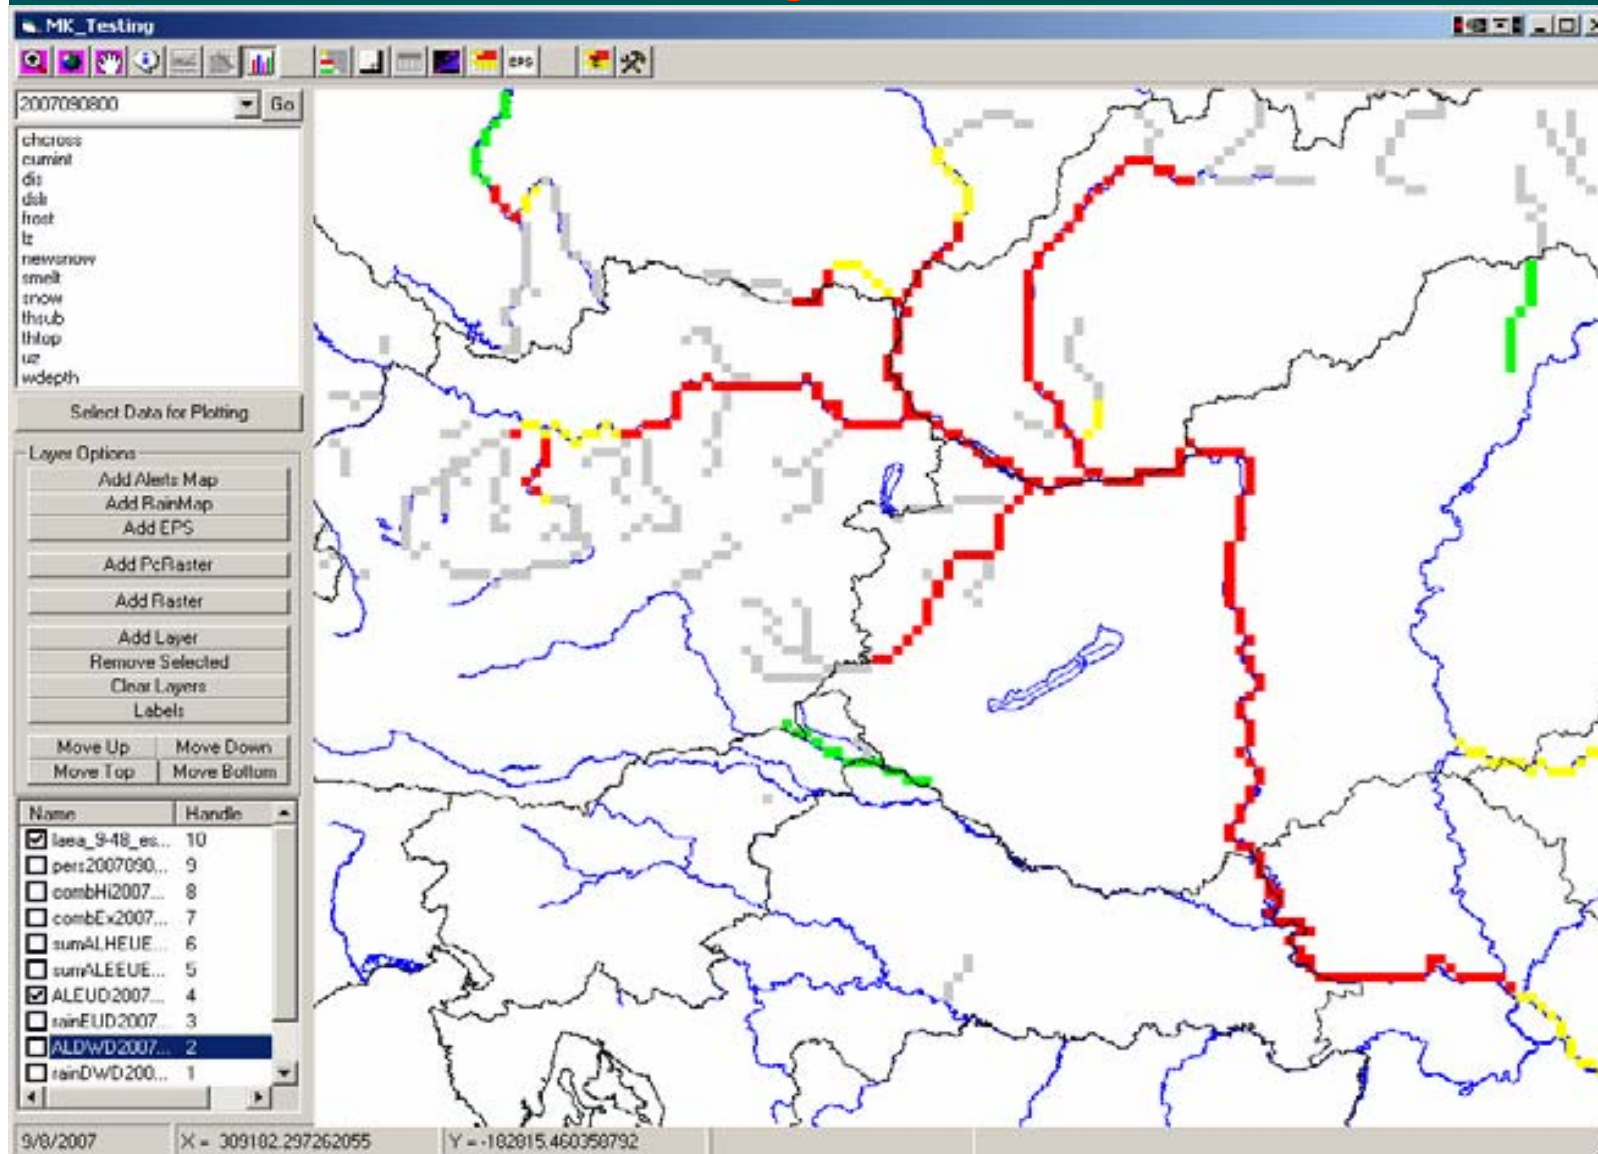 MK_Testing
EPS
2007090800 Go
chcross
cumint
dis
dslr
frost
lz
newsnow
smelt
snow
thsub
thtop
uz
wdepth
Select Data for Plotting
Layer Options
Add Alerts Map
Add RainMap
Add EPS
Add PcRaster
Add Raster
Add Layer
Remove Selected
Clear Layers
Labels
Move Up Move Down
Move Top Move Bottom
Name Handle
laea_9-48_es... 10
pers2007090... 9
combHi2007... 8
combEx2007... 7
sumALHEUE... 6
sumALEEUE... 5
ALEUD2007... 4
rainEUD2007... 3
ALDWD2007... 2
rainDWD200... 1
9/8/2007 X = 309182.297262055 Y = -182815.460358792